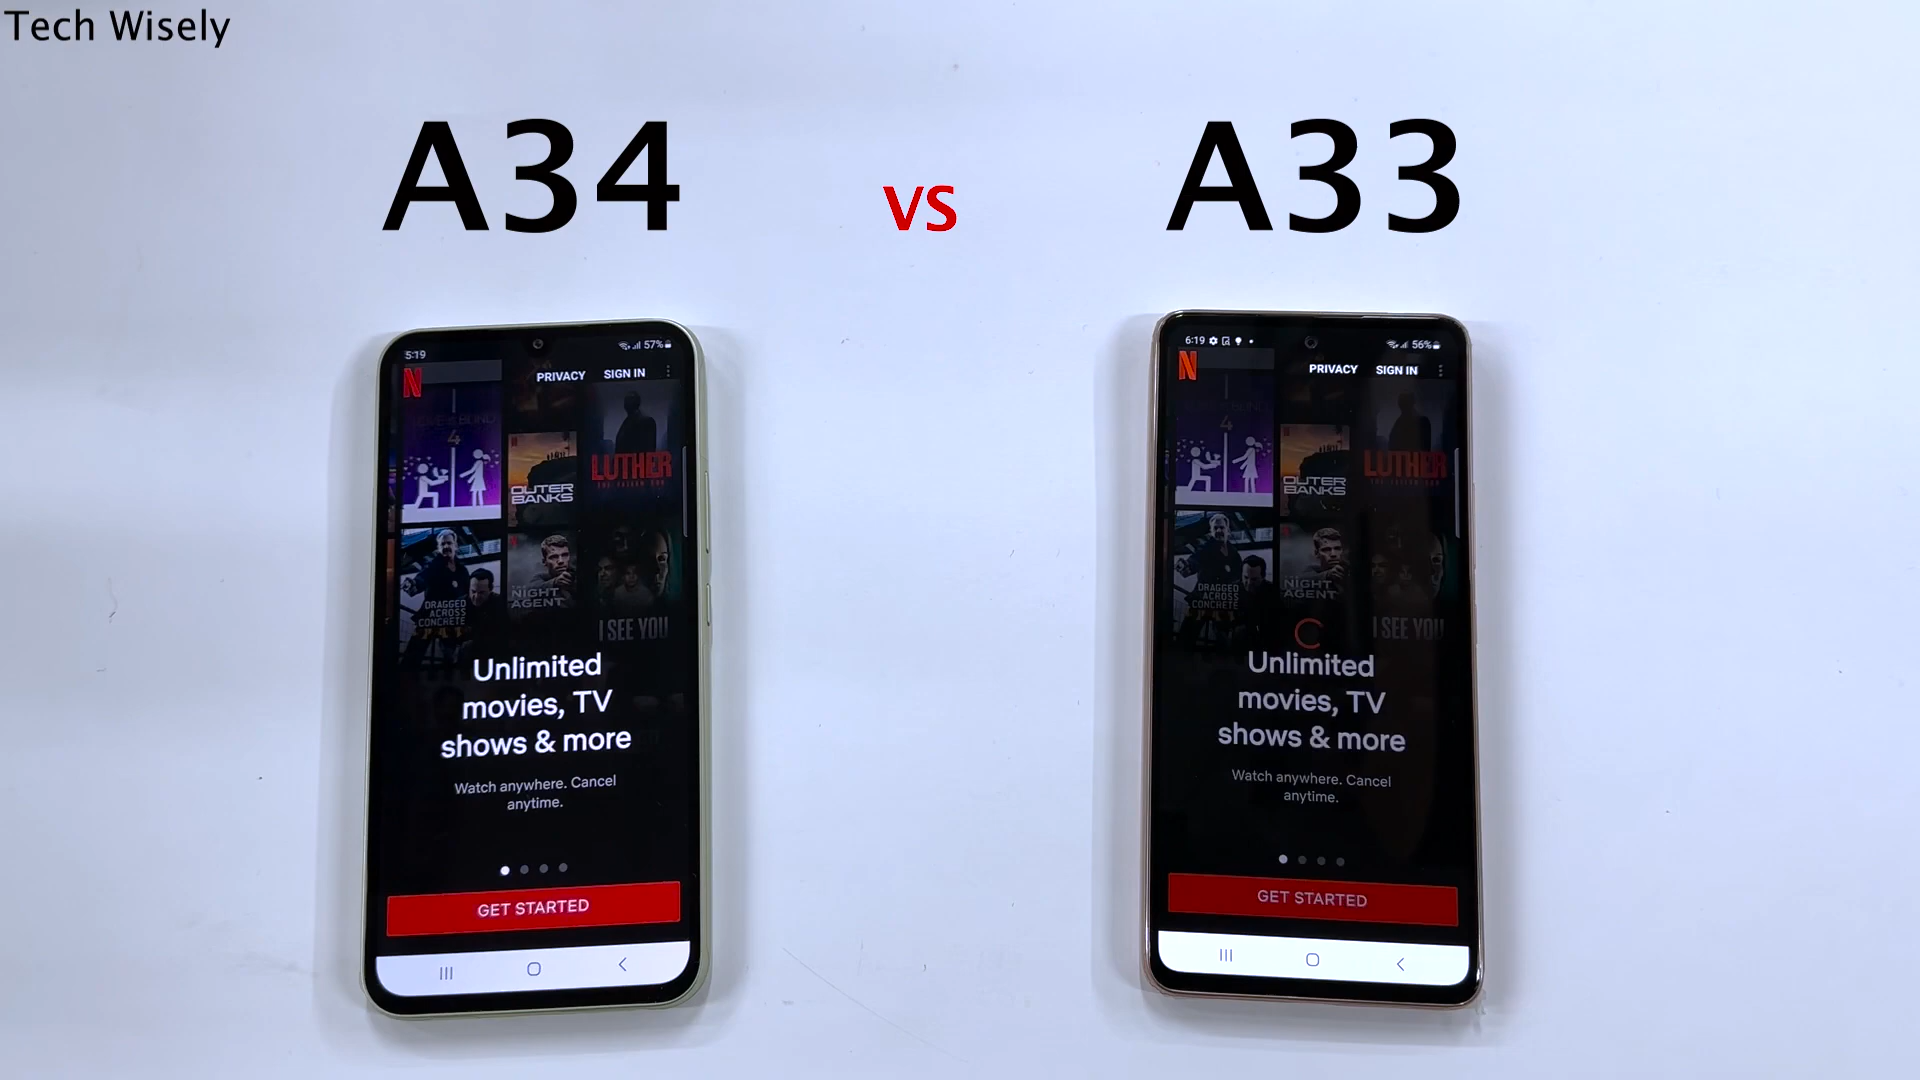 Tech Wisely
A34 vs A33
5:19
57%
N
PRIVACY
SIGN IN
4
OUTER
BANKS
LUTHER
DRAGGED
ACROSS
CONCRETE
NIGHT
AGENT
I SEE YOU
Unlimited
movies, TV
shows & more
Watch anywhere. Cancel
anytime.
GET STARTED
6:19
56%
N
PRIVACY
SIGN IN
4
OUTER
BANKS
LUTHER
DRAGGED
ACROSS
CONCRETE
NIGHT
AGENT
I SEE YOU
Unlimited
movies, TV
shows & more
Watch anywhere. Cancel
anytime.
GET STARTED